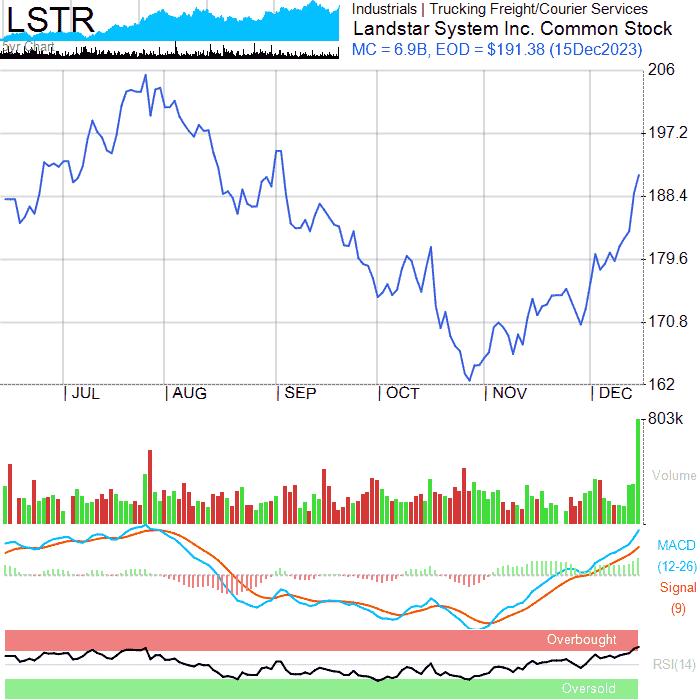 LSTR
5yr Chart
Industrials | Trucking Freight/Courier Services
Landstar System Inc. Common Stock
MC = 6.9B, EOD = $191.38 (15Dec2023)
206
197.2
188.4
179.6
170.8
162
JUL AUG SEP OCT NOV DEC
803k
Volume
MACD
(12-26)
Signal
(9)
Overbought
RSI(14)
Oversold